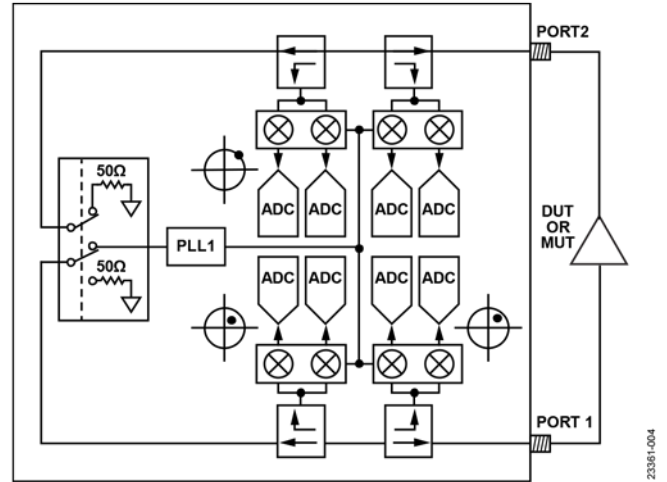 PORT2
50Ω
ADC
ADC
ADC
ADC
DUT
OR
MUT
PLL1
50Ω
ADC
ADC
ADC
ADC
PORT 1
23361-004